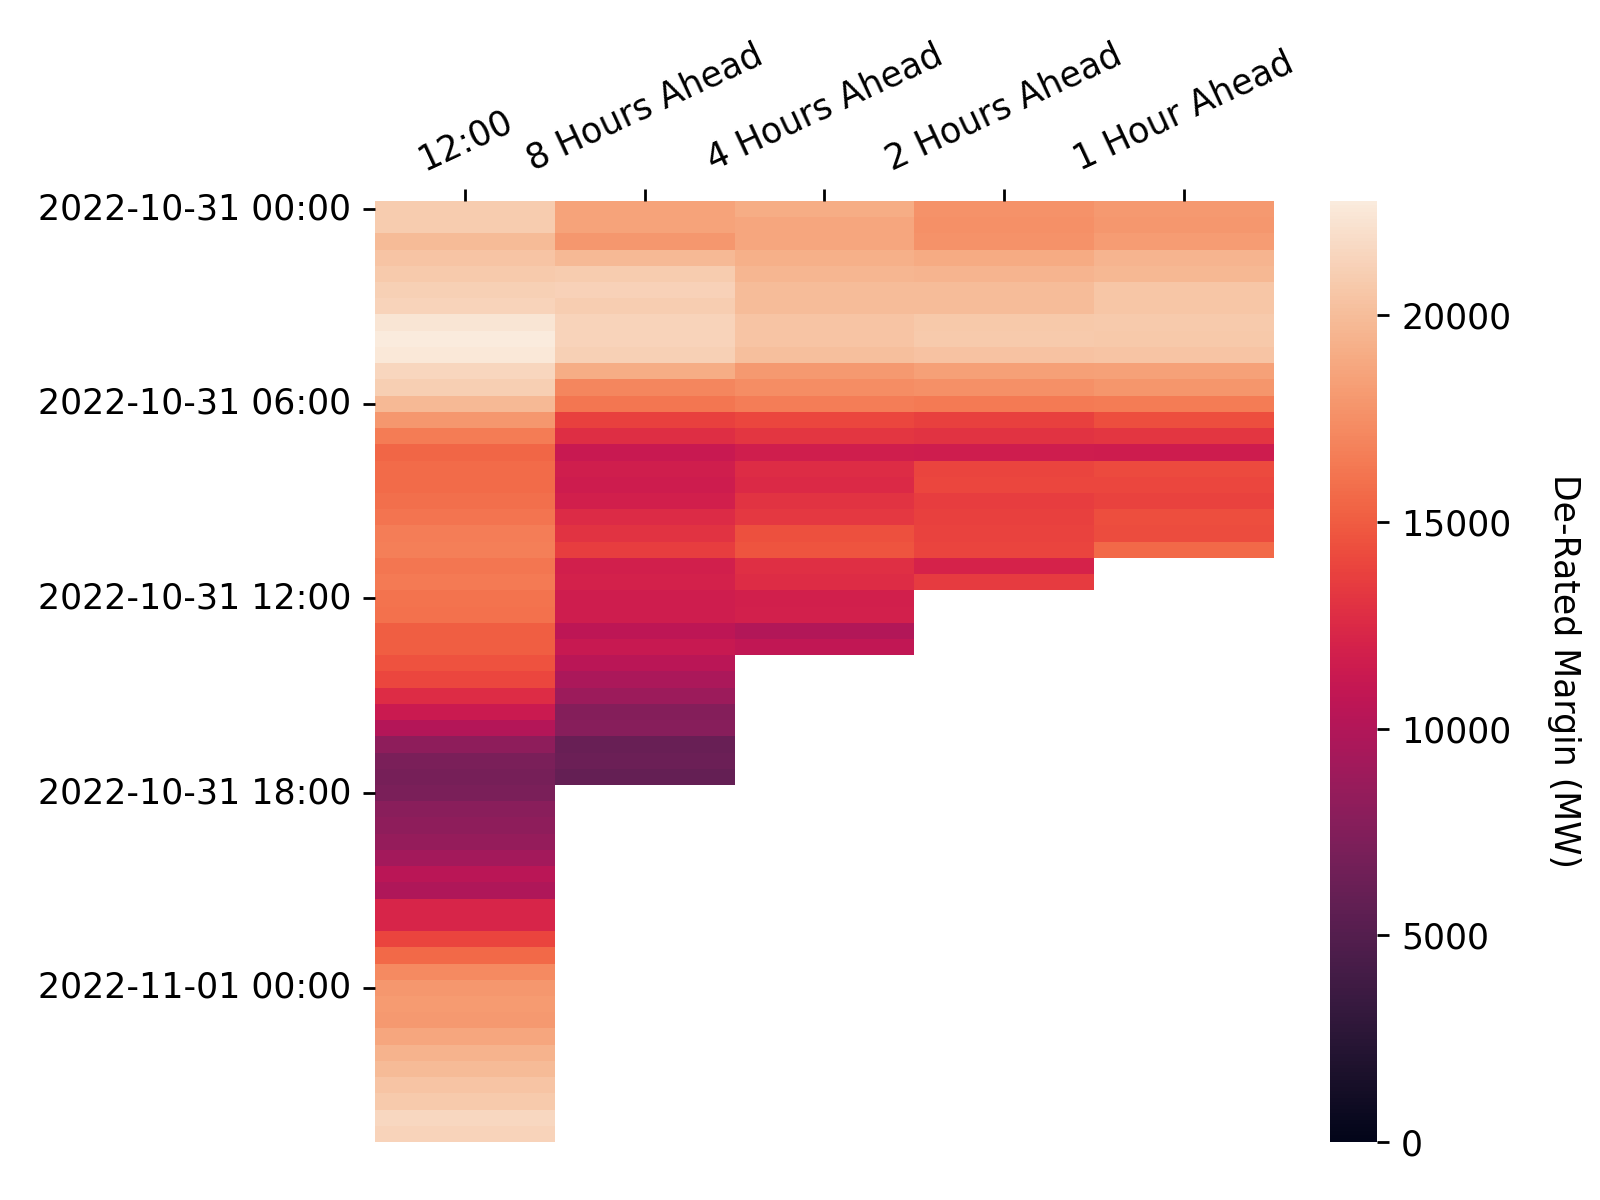 12:00
8 Hours Ahead
4 Hours Ahead
2 Hours Ahead
1 Hour Ahead
2022-10-31 00:00
2022-10-31 06:00
2022-10-31 12:00
2022-10-31 18:00
2022-11-01 00:00
20000
15000
10000
5000
0
De-Rated Margin (MW)